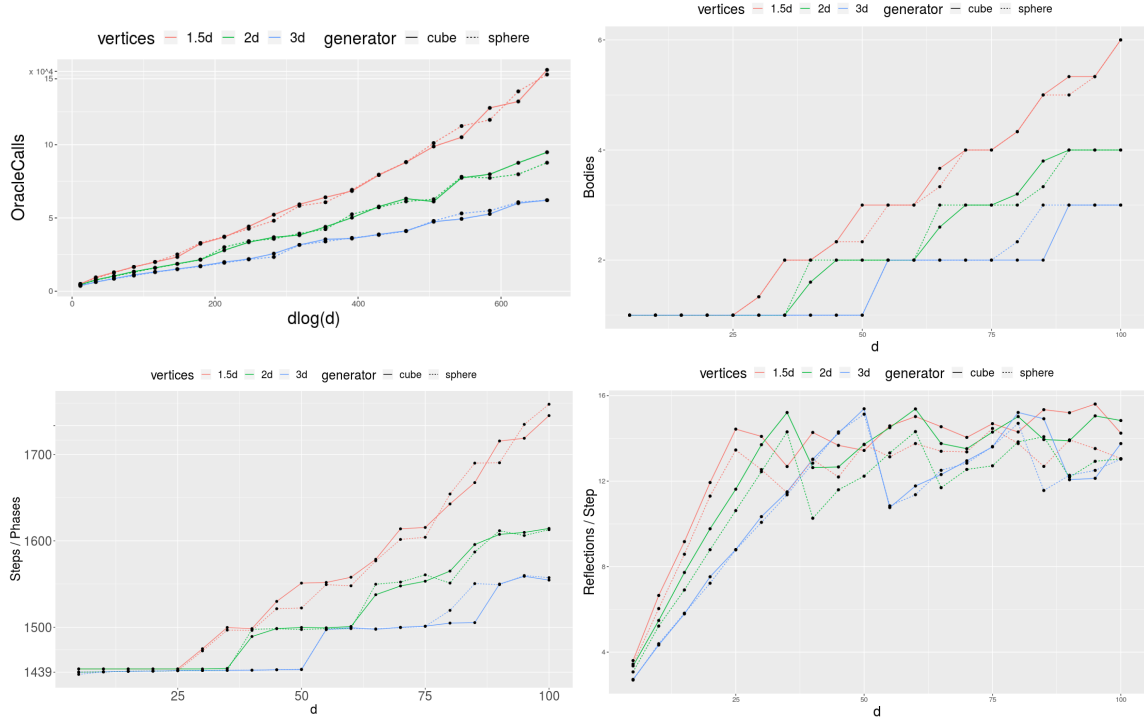 vertices 1.5d 2d 3d generator cube sphere
x 10^4
15
10
5
0
OracleCalls
0 200 400 600
dlog(d)
vertices 1.5d 2d 3d generator cube sphere
6
4
2
Bodies
25 50 75 100
d
vertices 1.5d 2d 3d generator cube sphere
1700
1600
1500
1439
Steps / Phases
25 50 75 100
d
vertices 1.5d 2d 3d generator cube sphere
16
12
8
4
Reflections / Step
25 50 75 100
d